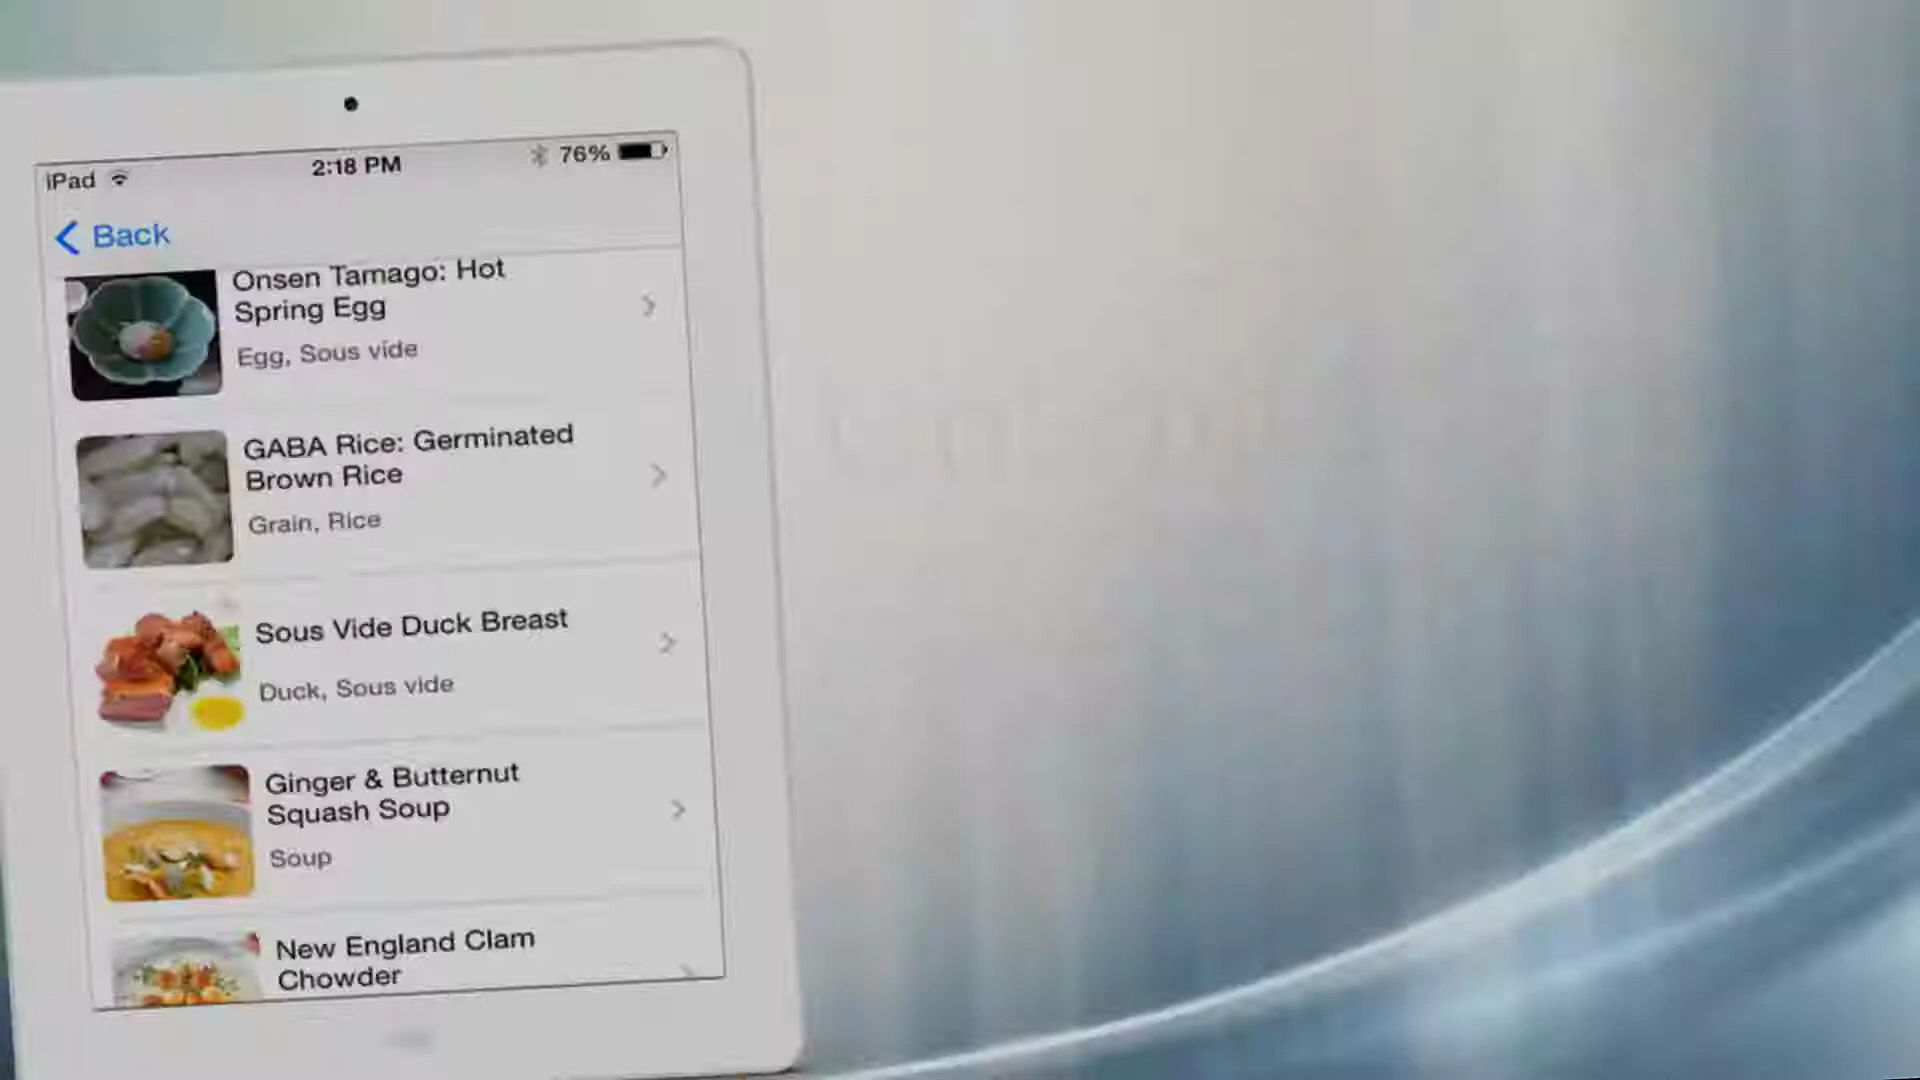 iPad 2:18 PM 76%
Back
Onsen Tamago: Hot
Spring Egg
Egg, Sous vide
GABA Rice: Germinated
Brown Rice
Grain, Rice
Sous Vide Duck Breast
Duck, Sous vide
Ginger & Butternut
Squash Soup
Soup
New England Clam
Chowder